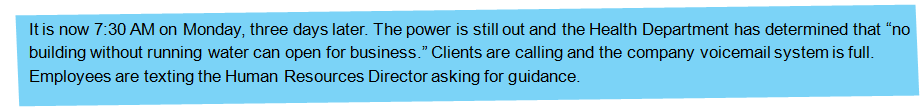 It is now 7:30 AM on Monday, three days later. The power is still out and the Health Department has determined that “no
building without running water can open for business.” Clients are calling and the company voicemail system is full.
Employees are texting the Human Resources Director asking for guidance.